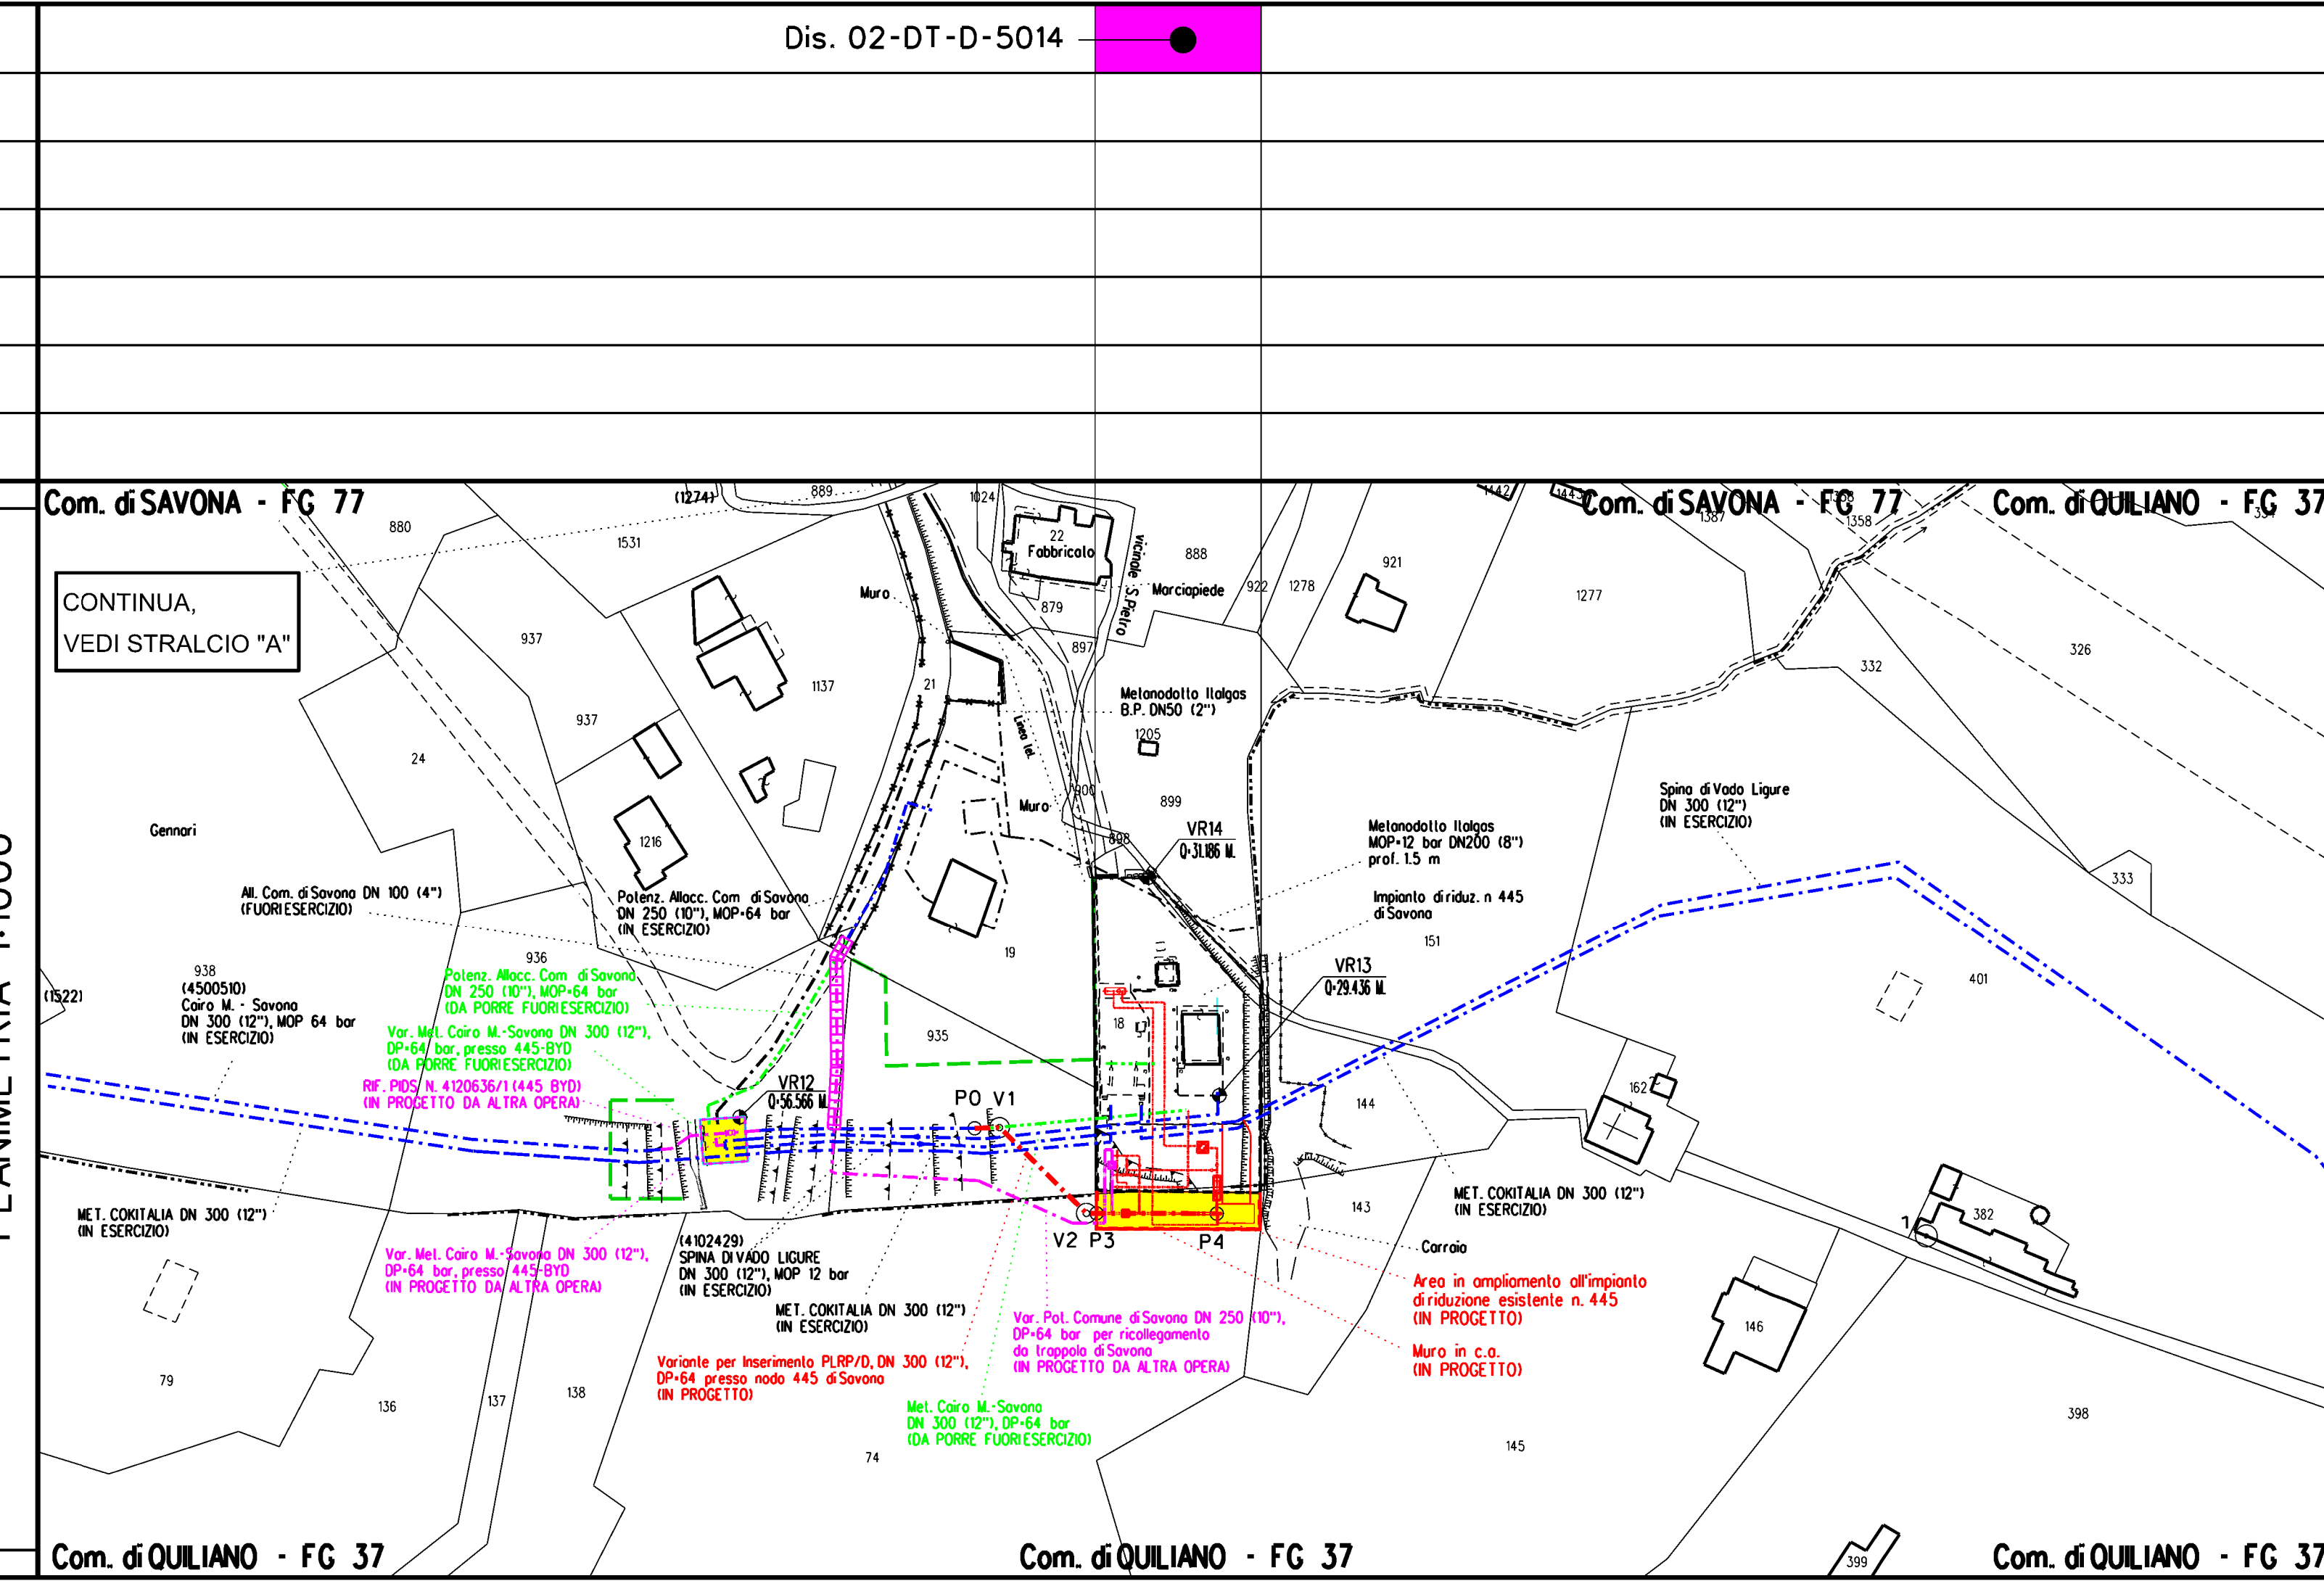 Dis. 02-DT-D-5014
Com. di SAVONA - FG 77
(1274)
889
1024
1442
1443
Com. di SAVONA - FG 77
1387
1358
1358
Com. di QUILIANO - FG 37
334
880
1531
22
Fabbricato
vicinale S.Pietro
888
921
CONTINUA,
VEDI STRALCIO "A"
937
Muro
879
Marciapiede
922
1278
1277
897
332
326
937
1137
21
Metanodotto Italgas
B.P. DN50 (2")
Linea tel.
1205
24
900
Muro
899
Spina di Vado Ligure
DN 300 (12")
(IN ESERCIZIO)
Gennari
1216
898
VR14
Q=31.186 M.
Metanodotto Italgas
MOP=12 bar DN200 (8")
prof. 1.5 m
333
All. Com. di Savona DN 100 (4")
(FUORI ESERCIZIO)
Potenz. Allacc. Com di Savona
DN 250 (10"), MOP=64 bar
(IN ESERCIZIO)
Impianto di riduz. n 445
di Savona
151
19
936
938
(4500510)
Cairo M. - Savona
DN 300 (12"), MOP 64 bar
(IN ESERCIZIO)
(1522)
Potenz. Allacc. Com di Savona
DN 250 (10"), MOP=64 bar
(DA PORRE FUORI ESERCIZIO)
VR13
Q=29.436 M.
401
Var. Met. Cairo M.-Savona DN 300 (12"),
DP=64 bar, presso 445-BYD
(DA PORRE FUORI ESERCIZIO)
18
935
RIF. PIDS N. 4120636/1 (445 BYD)
(IN PROGETTO DA ALTRA OPERA)
VR12
Q=56.566 M.
P0 V1
162
144
MET. COKITALIA DN 300 (12")
(IN ESERCIZIO)
143
MET. COKITALIA DN 300 (12")
(IN ESERCIZIO)
1
382
V2 P3
P4
Carraia
Var. Met. Cairo M.-Savona DN 300 (12"),
DP=64 bar, presso 445-BYD
(IN PROGETTO DA ALTRA OPERA)
(4102429)
SPINA DI VADO LIGURE
DN 300 (12"), MOP 12 bar
(IN ESERCIZIO)
Area in ampliamento all'impianto
di riduzione esistente n. 445
(IN PROGETTO)
MET. COKITALIA DN 300 (12")
(IN ESERCIZIO)
Var. Pot. Comune di Savona DN 250 (10"),
DP=64 bar per ricollegamento
da trappola di Savona
(IN PROGETTO DA ALTRA OPERA)
146
Muro in c.a.
(IN PROGETTO)
Variante per Inserimento PLRP/D, DN 300 (12"),
DP=64 presso nodo 445 di Savona
(IN PROGETTO)
79
136
137
138
Met. Cairo M.-Savona
DN 300 (12"), DP=64 bar
(DA PORRE FUORI ESERCIZIO)
398
74
145
Com. di QUILIANO - FG 37
Com. di QUILIANO - FG 37
399
Com. di QUILIANO - FG 37